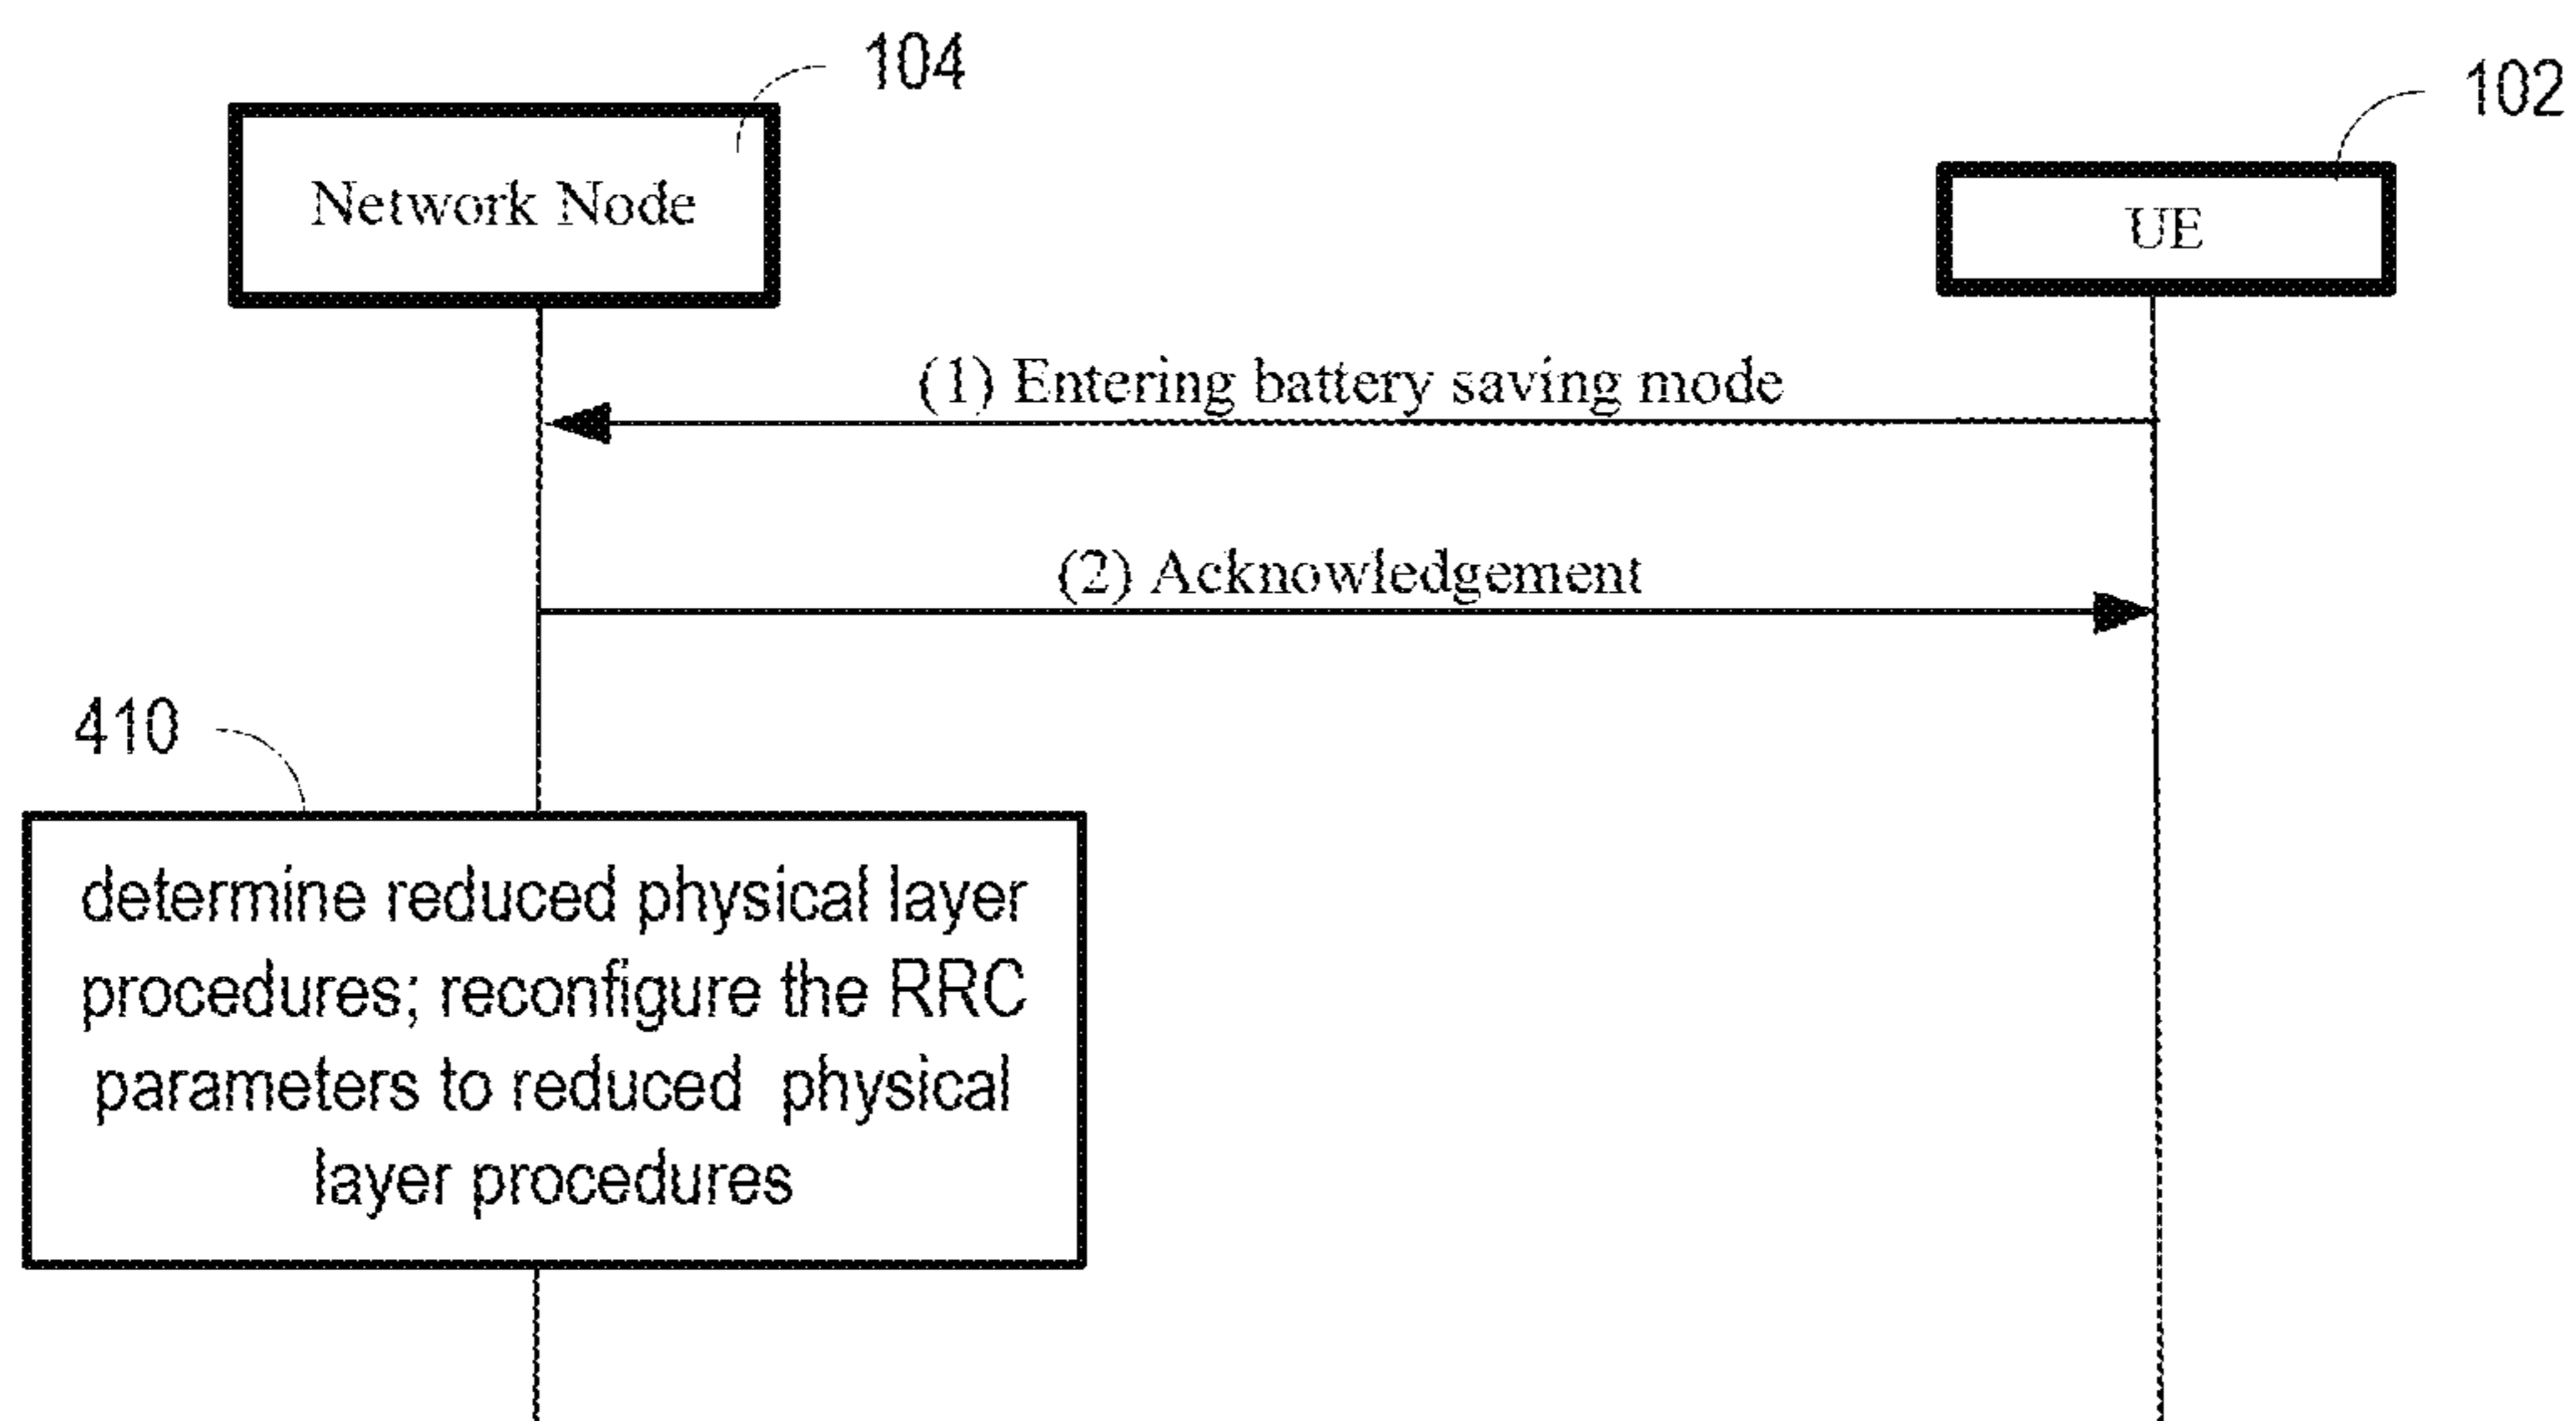 104
102
Network Node
UE
(1) Entering battery saving mode
(2) Acknowledgement
410
determine reduced physical layer
procedures; reconfigure the RRC
parameters to reduced physical
layer procedures